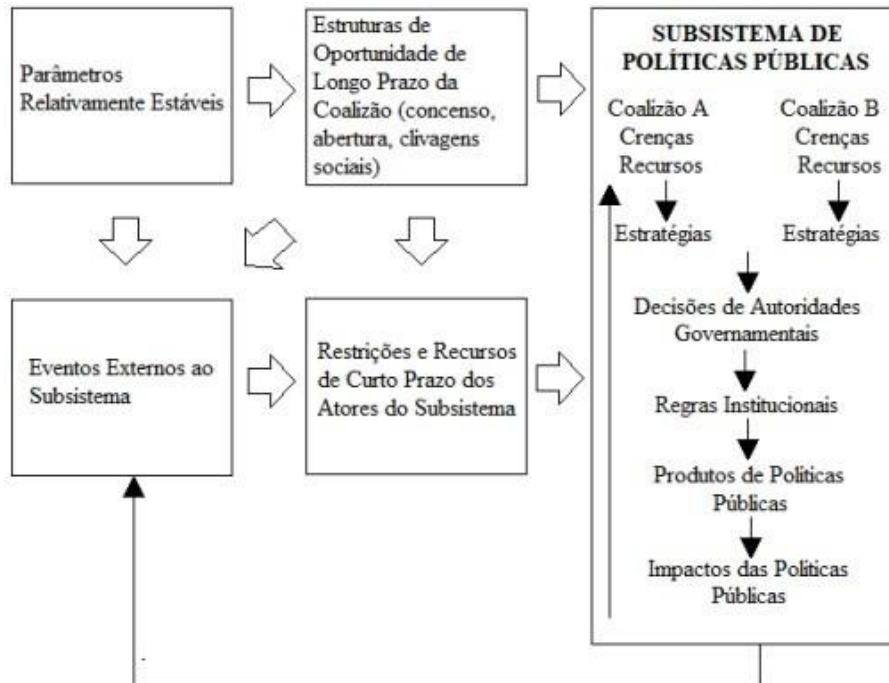 Parâmetros
Relativamente Estáveis
Estruturas de
Oportunidade de
Longo Prazo da
Coalizão (concenso,
abertura, clivagens
sociais)
SUBSISTEMA DE
POLÍTICAS PÚBLICAS
Coalizão A
Crenças
Recursos
Coalizão B
Crenças
Recursos
Estratégias
Estratégias
Decisões de Autoridades
Governamentais
Regras Institucionais
Produtos de Políticas
Públicas
Impactos das Políticas
Públicas
Eventos Externos ao
Subsistema
Restrições e Recursos
de Curto Prazo dos
Atores do Subsistema